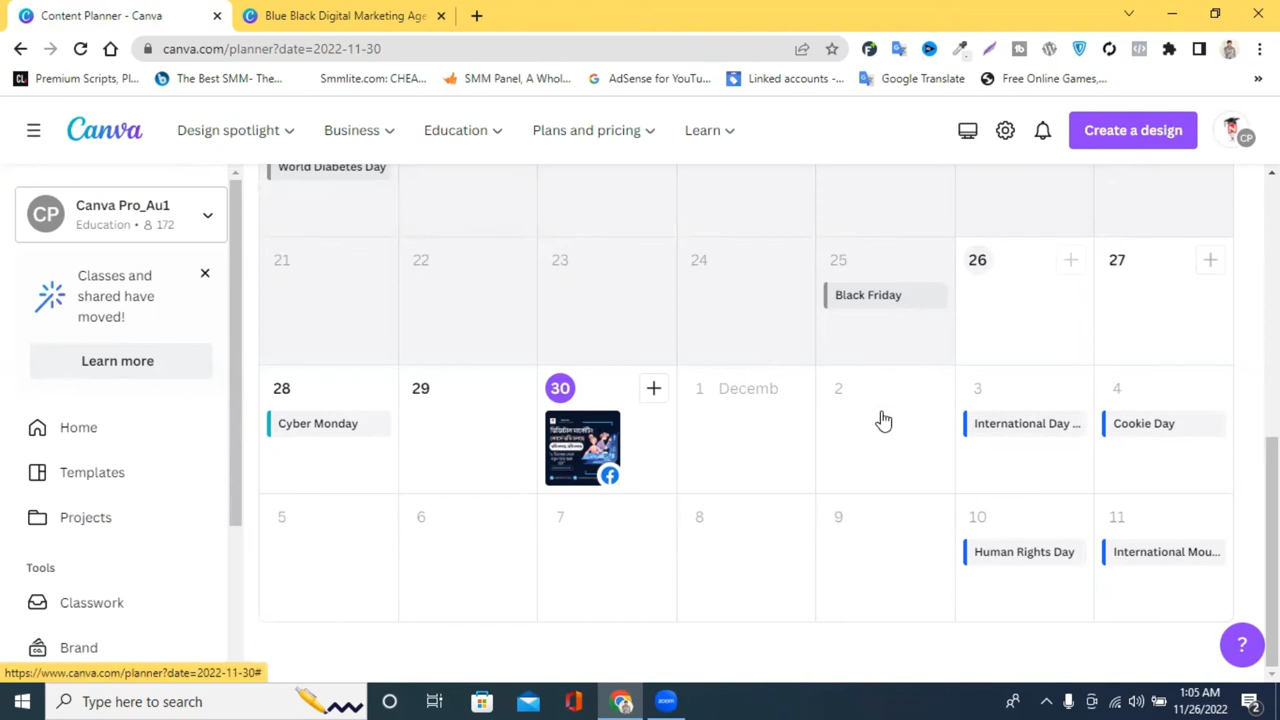 Content Planner - Canva
Blue Black Digital Marketing Age
canva.com/planner?date=2022-11-30
Premium Scripts, Pl...
The Best SMM- The...
Smmlite.com: CHEA...
SMM Panel, A Whol...
AdSense for YouTu...
Linked accounts -...
Google Translate
Free Online Games,...
Canva
Design spotlight
Business
Education
Plans and pricing
Learn
Create a design
CP
World Diabetes Day
CP
Canva Pro_Au1
Education • 172
Classes and
shared have
moved!
Learn more
Home
Templates
Projects
Tools
Classwork
Brand
21
22
23
24
25
26
27
Black Friday
28
29
30
1 Decemb
2
3
4
Cyber Monday
International Day ...
Cookie Day
ডিজিটাল মার্কেটিং
5
6
7
8
9
10
11
Human Rights Day
International Mou...
?
https://www.canva.com/planner?date=2022-11-30#
Type here to search
zoom
1:05 AM
11/26/2022
2